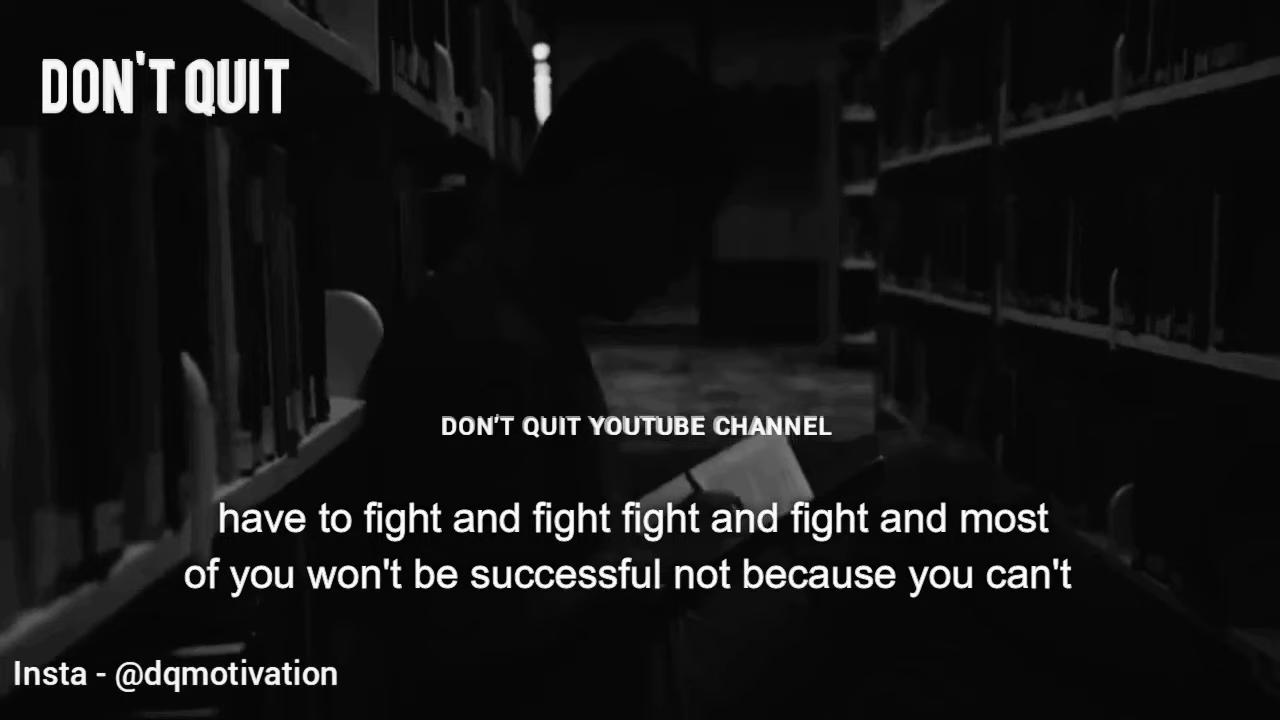 DON'T QUIT
DON'T QUIT YOUTUBE CHANNEL
have to fight and fight fight and fight and most
of you won't be successful not because you can't
Insta - @dqmotivation